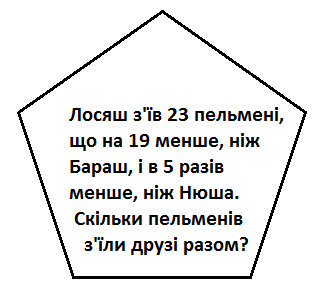 Лосяш з'їв 23 пельмені,
що на 19 менше, ніж
Бараш, і в 5 разів
менше, ніж Нюша.
Скільки пельменів
з'їли друзі разом?